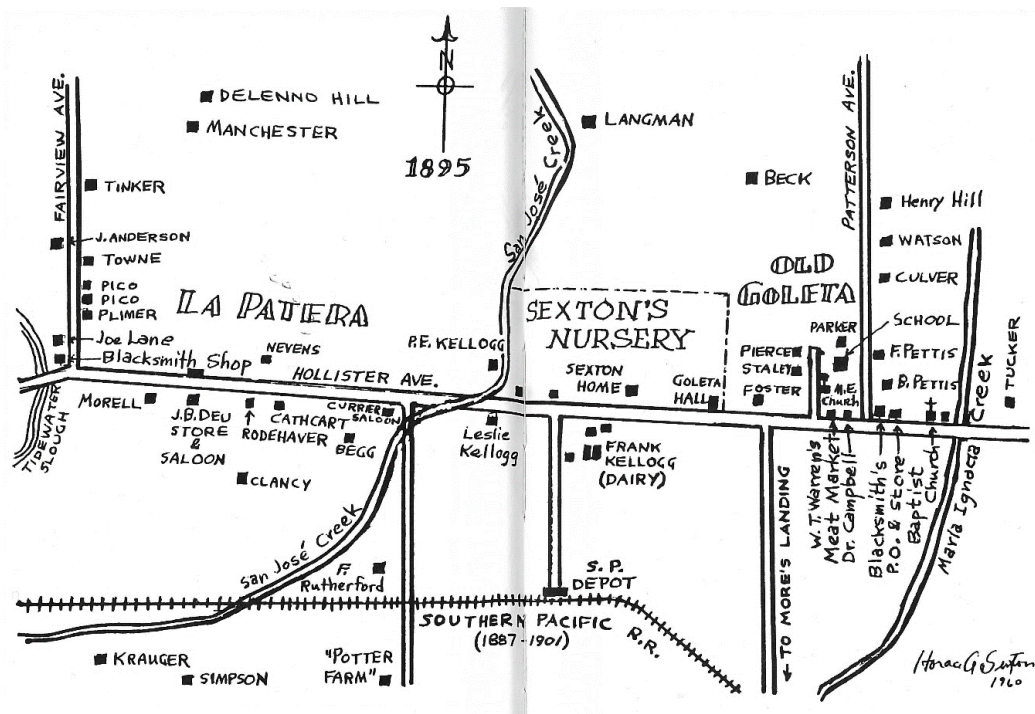 N
1895
FAIRVIEW AVE.
DELENNO HILL
MANCHESTER
TINKER
J. ANDERSON
TOWNE
PICO
PICO
PLIMER
Joe Lane
Blacksmith Shop
LA PATERA
NEVENS
HOLLISTER AVE.
P.E. KELLOGG
San José Creek
LANGMAN
BECK
PATTERSON AVE.
Henry Hill
WATSON
CULVER
OLD
GOLETA
SEXTON'S
NURSERY
PARKER
SCHOOL
PIERCE
STALEY
FOSTER
M.E.
Church
F. PETTIS
B. PETTIS
TUCKER
SEXTON
HOME
GOLETA
HALL
TIDEWATER
SLOUGH
MORELL
J.B. DEU
STORE
&
SALOON
RODEHAVER
CATHCART
CURRIER
SALOON
BEGG
CLANCY
Leslie
Kellogg
FRANK
KELLOGG
(DAIRY)
TO MORE'S LANDING
W.T. Warren's
Meat Market
Dr. Campbell
Blacksmith's
P.O. & Store
Baptist
Church
Maria Ignacia Creek
San José Creek
F.
Rutherford
S. P.
DEPOT
SOUTHERN PACIFIC
(1887-1901)
R.R.
KRAUGER
SIMPSON
"POTTER
FARM"
Horace A. Sexton
1960